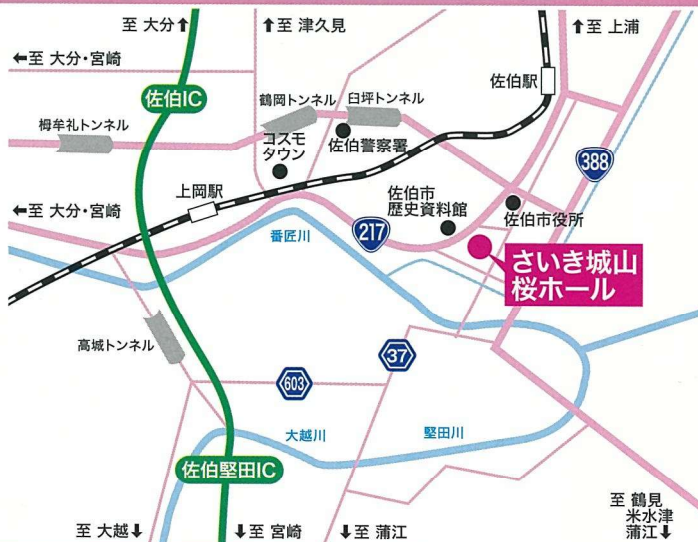 至 大分↑
↑至 津久見
↑至 上浦
←至 大分・宮崎
佐伯駅
佐伯IC
鶴岡トンネル
臼坪トンネル
栂牟礼トンネル
コスモ
タウン
佐伯警察署
388
上岡駅
佐伯市
歴史資料館
佐伯市役所
←至 大分・宮崎
番匠川
217
さいき城山
桜ホール
高城トンネル
37
603
大越川
堅田川
佐伯堅田IC
至 大越↓
↓至 宮崎
↓至 蒲江
至 鶴見
米水津
蒲江↓